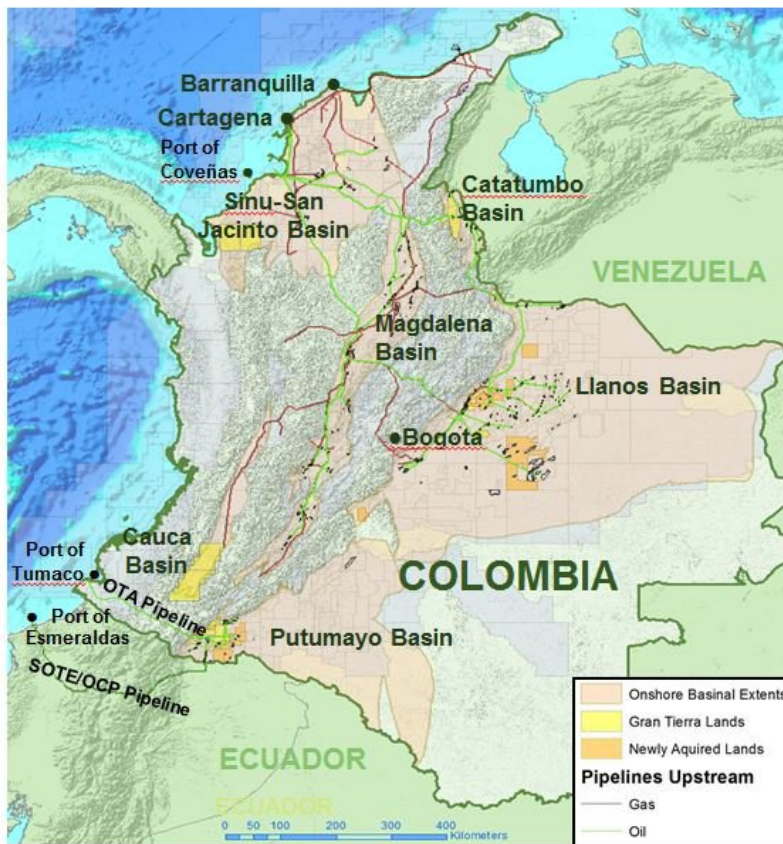 Barranquilla
Cartagena
Port of
Coveñas
Sinu-San
Jacinto Basin
Catatumbo
Basin
VENEZUELA
Magdalena
Basin
Llanos Basin
Bogota
Cauca
Basin
Port of
Tumaco
OTA Pipeline
COLOMBIA
Port of
Esmeraldas
Putumayo Basin
SOTE/OCP Pipeline
ECUADOR
ECUADOR
0 50 100 200 300 400
Kilometers
Onshore Basinal Extents
Gran Tierra Lands
Newly Aquired Lands
Pipelines Upstream
Gas
Oil